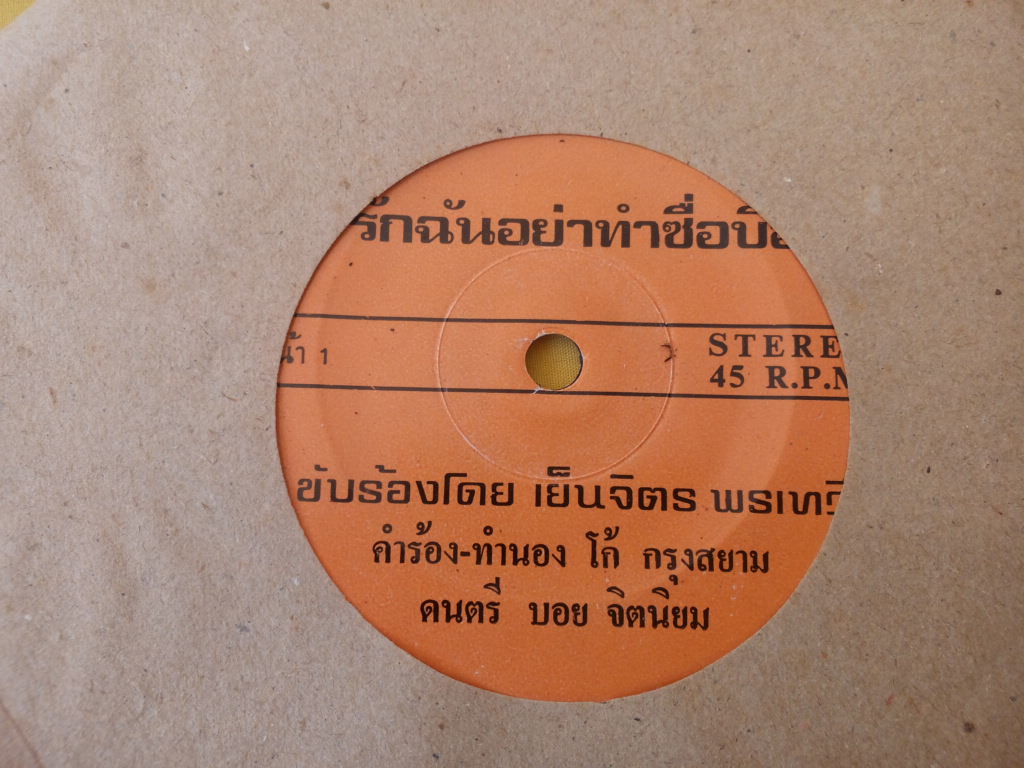 รักฉันอย่าทำซื่อบื้อ
น้า 1
STEREO
45 R.P.M
ขับร้องโดย เย็นจิตร พรเทวี
คำร้อง-ทำนอง โก้ กรุงสยาม
ดนตรี บอย จิตนิยม